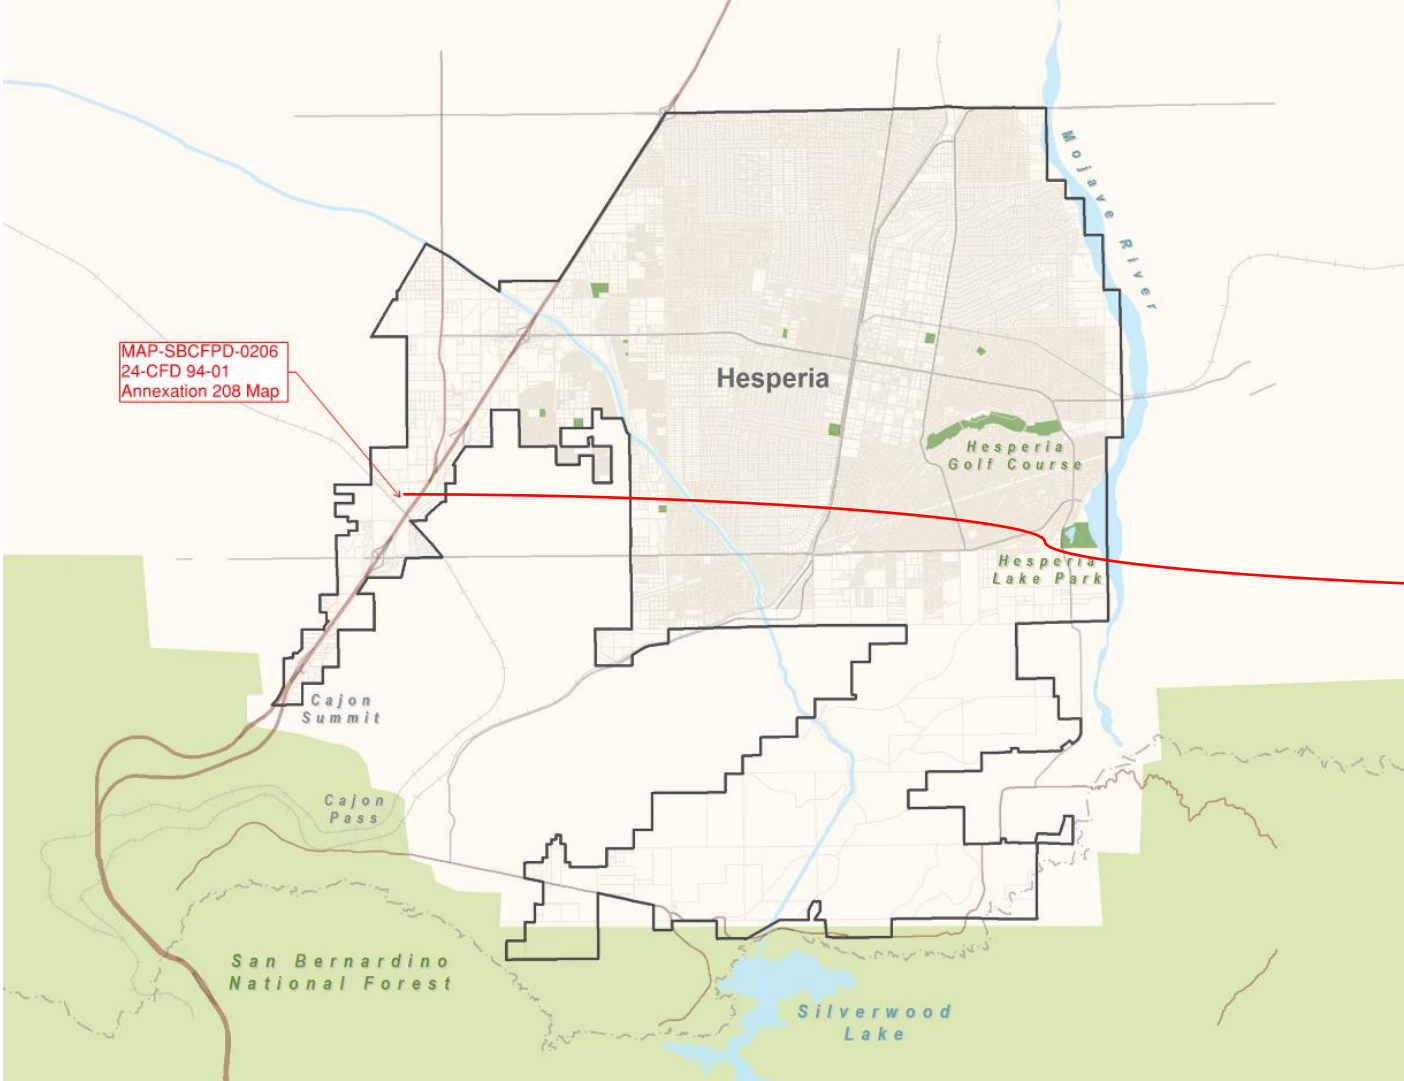 Mojave River
MAP-SBCFPD-0206
24-CFD 94-01
Annexation 208 Map
Hesperia
Hesperia
Golf Course
Hesperia
Lake Park
Cajon
Summit
Cajon
Pass
San Bernardino
National Forest
Silverwood
Lake